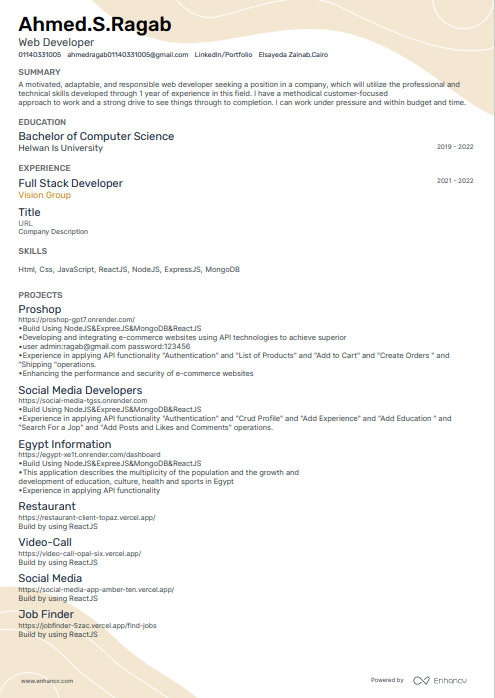 Ahmed.S.Ragab
Web Developer
01140331005 ahmedragab01140331005@gmail.com LinkedIn/Portfolio Elsayeda Zainab,Cairo
SUMMARY
A motivated, adaptable, and responsible web developer seeking a position in a company, which will utilize the professional and
technical skills developed through 1 year of experience in this field. I have a methodical customer-focused
approach to work and a strong drive to see things through to completion. I can work under pressure and within budget and time.
EDUCATION
Bachelor of Computer Science
Helwan Is University 2019 - 2022
EXPERIENCE
Full Stack Developer 2021 - 2022
Vision Group
Title
URL
Company Description
SKILLS
Html, Css, JavaScript, ReactJS, NodeJS, ExpressJS, MongoDB
PROJECTS
Proshop
https://proshop-gpt7.onrender.com/
•Build Using NodeJS&ExpreeJS&MongoDB&ReactJS
•Developing and integrating e-commerce websites using API technologies to achieve superior
•user admin:ragab@gmail.com password:123456
•Experience in applying API functionality "Authentication" and "List of Products" and "Add to Cart" and "Create Orders " and
"Shipping "operations.
•Enhancing the performance and security of e-commerce websites
Social Media Developers
https://social-media-tgss.onrender.com
•Build Using NodeJS&ExpreeJS&MongoDB&ReactJS
•Experience in applying API functionality "Authentication" and "Crud Profile" and "Add Experience" and "Add Education " and
"Search For a Jop" and "Add Posts and Likes and Comments" operations.
Egypt Information
https://egypt-xe1t.onrender.com/dashboard
•Build Using NodeJS&ExpreeJS&MongoDB&ReactJS
•This application describes the multiplicity of the population and the growth and
development of education, culture, health and sports in Egypt
•Experience in applying API functionality
Restaurant
https://restaurant-client-topaz.vercel.app/
Build by using ReactJS
Video-Call
https://video-call-opal-six.vercel.app/
Build by using ReactJS
Social Media
https://social-media-app-amber-ten.vercel.app/
Build by using ReactJS
Job Finder
https://jobfinder-5zac.vercel.app/find-jobs
Build by using ReactJS
www.enhancv.com Powered by Enhancv